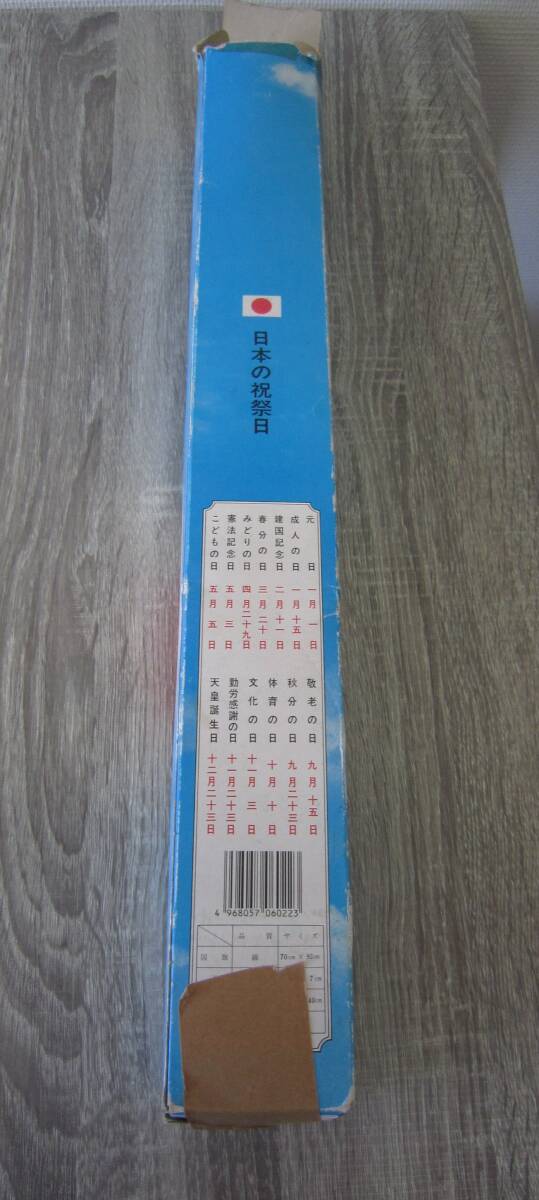 日本の祝祭日
元日 一月一日
成人の日 一月十五日
建国記念日 二月十一日
春分の日 三月二十日
みどりの日 四月二十九日
憲法記念日 五月三日
こどもの日 五月五日
敬老の日 九月十五日
秋分の日 九月二十三日
体育の日 十月十日
文化の日 十一月三日
勤労感謝の日 十一月二十三日
天皇誕生日 十二月二十三日
4 968057 060223
品質 サイズ
国旗 綿 70cm×
7cm